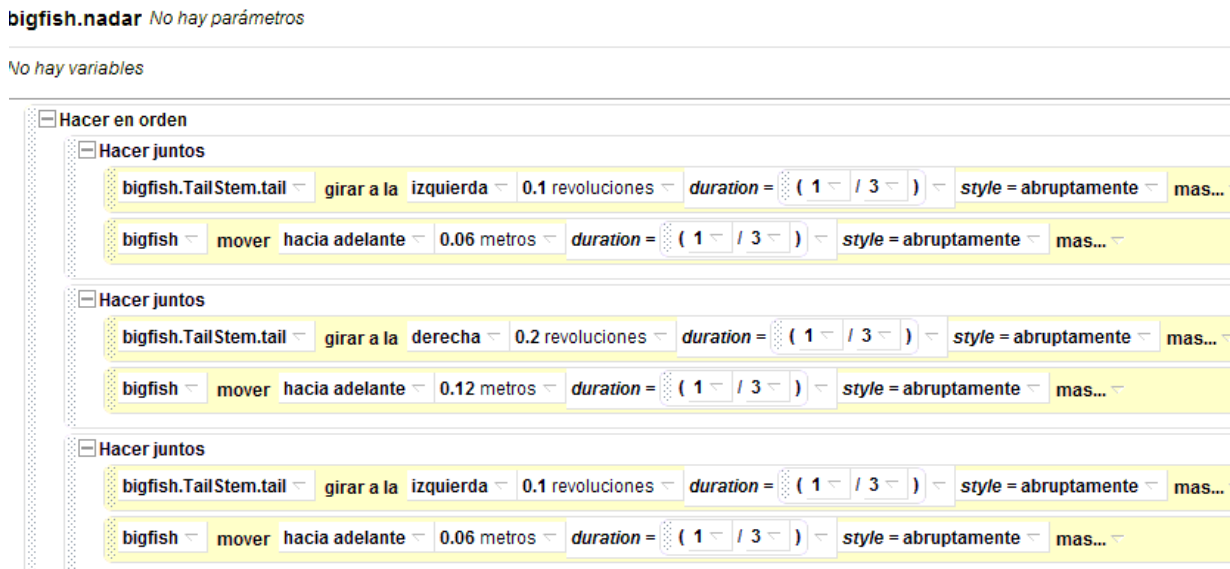 bigfish.nadar No hay parámetros
No hay variables
Hacer en orden
Hacer juntos
bigfish.TailStem.tail girar a la izquierda 0.1 revoluciones duration = ( 1 / 3 ) style = abruptamente mas...
bigfish mover hacia adelante 0.06 metros duration = ( 1 / 3 ) style = abruptamente mas...
Hacer juntos
bigfish.TailStem.tail girar a la derecha 0.2 revoluciones duration = ( 1 / 3 ) style = abruptamente mas...
bigfish mover hacia adelante 0.12 metros duration = ( 1 / 3 ) style = abruptamente mas...
Hacer juntos
bigfish.TailStem.tail girar a la izquierda 0.1 revoluciones duration = ( 1 / 3 ) style = abruptamente mas...
bigfish mover hacia adelante 0.06 metros duration = ( 1 / 3 ) style = abruptamente mas...